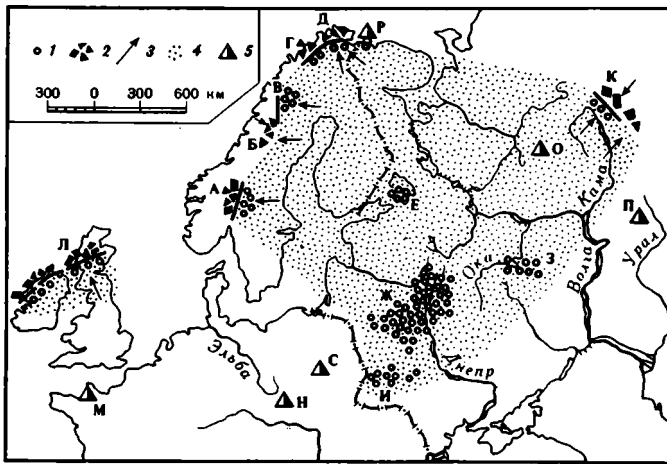 1 2 3 4 5
300 0 300 600 км
Д
Р
Г
В
К
Б
О
А
Е
П
Кама
Урал
Л
Ока
З
Волга
Ж
Эльба
Днепр
С
И
М
Н